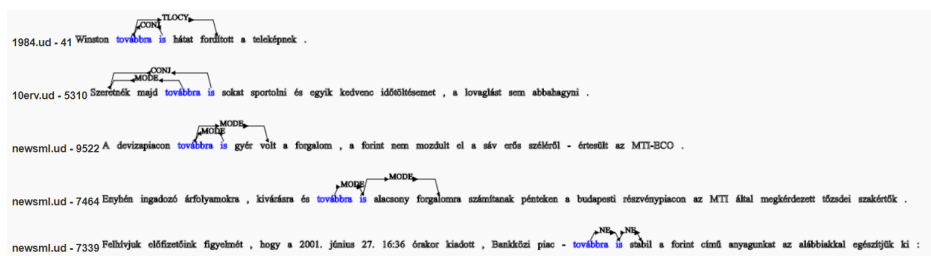 CONJ TLOCY
1984.ud - 41 Winston továbbra is hátat fordított a teleképnek .
CONJ
MODE
10erv.ud - 5310 Szeretnék majd továbbra is sokat sportolni és egyik kedvenc időtöltésemet , a lovaglást sem abbahagyni .
MODE
MODE
newsml.ud - 9522 A devizapiacon továbbra is gyér volt a forgalom , a forint nem mozdult el a sáv erős széléről - értesült az MTI-ECO .
MODE MODE
newsml.ud - 7464 Enyhén ingadozó árfolyamokra , kivárásra és továbbra is alacsony forgalomra számítanak pénteken a budapesti részvénypiacon az MTI által megkérdezett tőzsdei szakértők .
NE NE
newsml.ud - 7339 Felhívjuk előfizetőink figyelmét , hogy a 2001. június 27. 16:36 órakor kiadott , Bankközi piac - továbbra is stabil a forint című anyagunkat az alábbiakkal egészítjük ki :